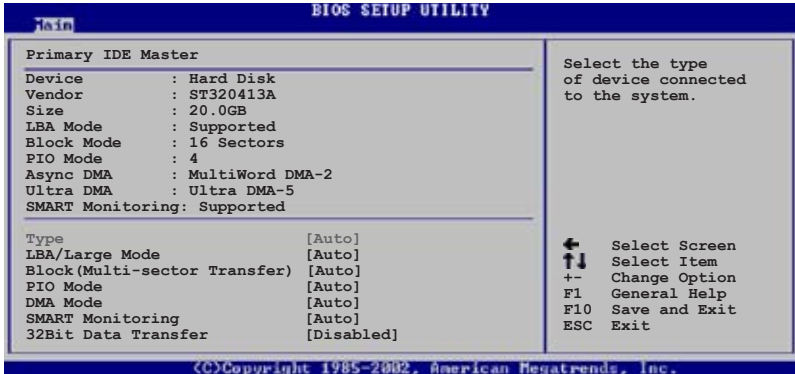 BIOS SETUP UTILITY
Main
Primary IDE Master
Device : Hard Disk
Vendor : ST320413A
Size : 20.0GB
LBA Mode : Supported
Block Mode : 16 Sectors
PIO Mode : 4
Async DMA : MultiWord DMA-2
Ultra DMA : Ultra DMA-5
SMART Monitoring: Supported
Type [Auto]
LBA/Large Mode [Auto]
Block(Multi-sector Transfer) [Auto]
PIO Mode [Auto]
DMA Mode [Auto]
SMART Monitoring [Auto]
32Bit Data Transfer [Disabled]
Select the type
of device connected
to the system.
← Select Screen
↑↓ Select Item
+- Change Option
F1 General Help
F10 Save and Exit
ESC Exit
(C)Copyright 1985-2002, American Megatrends, Inc.